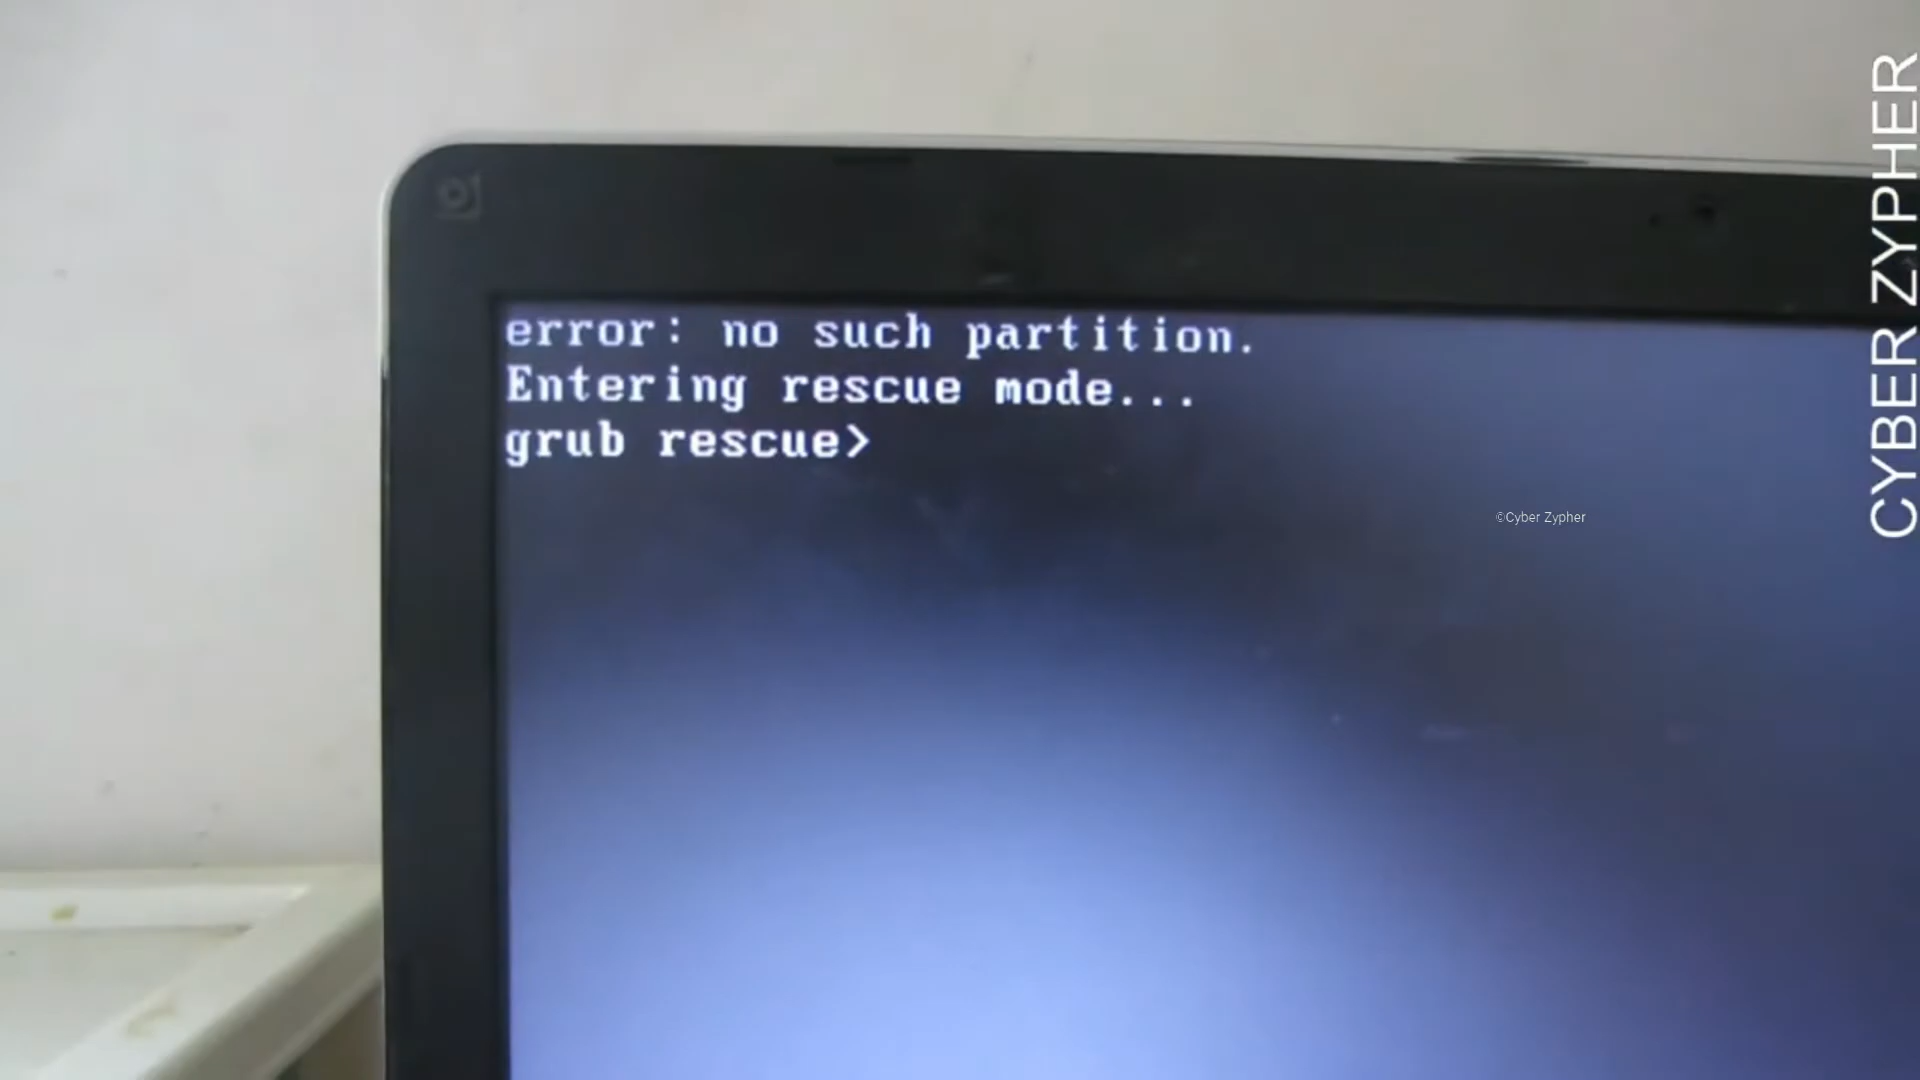 error: no such partition.
Entering rescue mode...
grub rescue>
©Cyber Zypher
CYBER ZYPHER